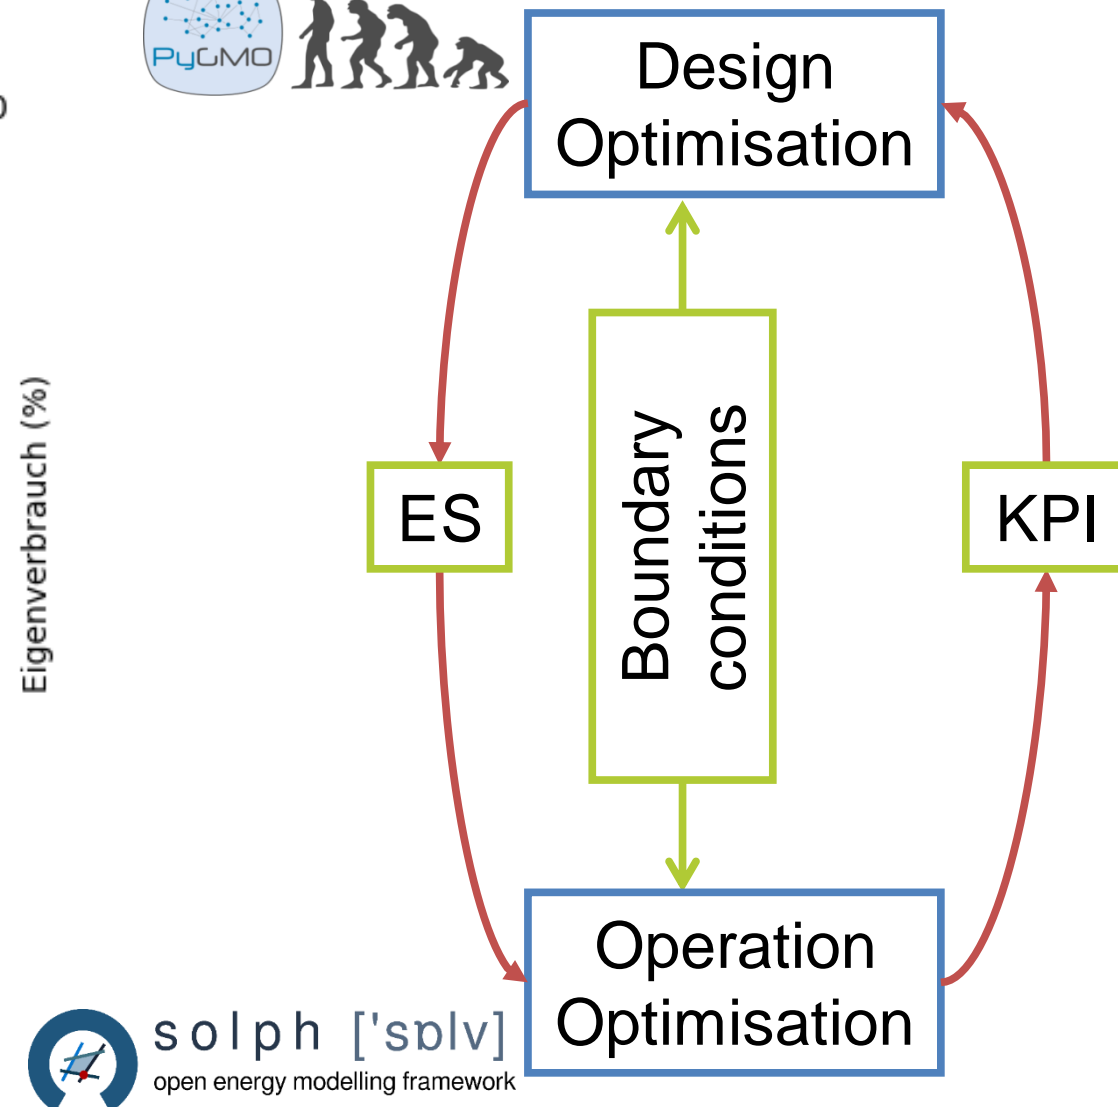 PyGMO
Design
Optimisation
Eigenverbrauch (%)
ES
Boundary
conditions
KPI
Operation
Optimisation
solph ['sɒlv]
open energy modelling framework